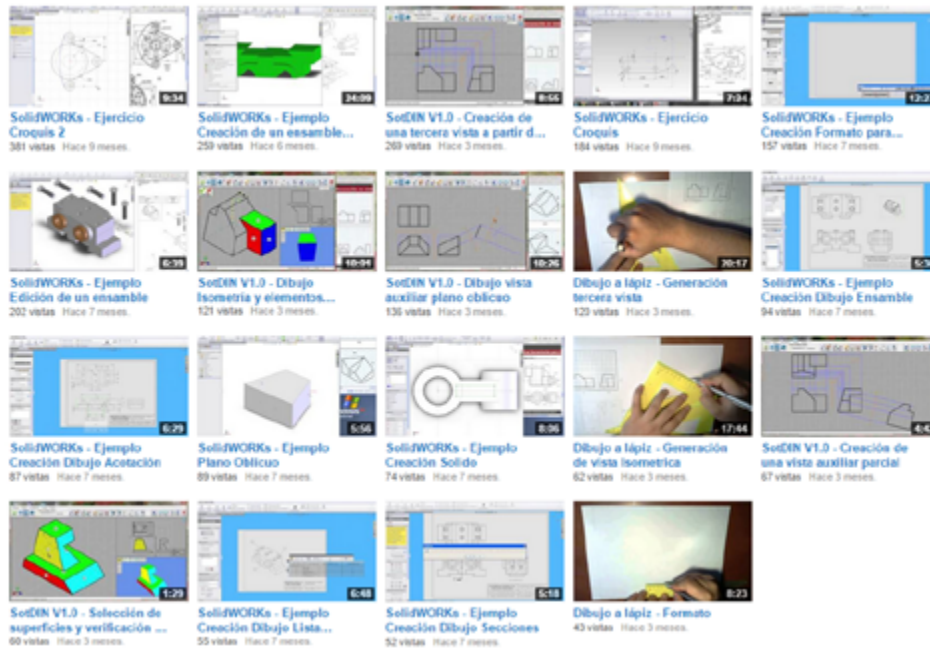 9:34
SolidWORKs - Ejercicio
Croquis 2
381 vistas Hace 9 meses.
24:09
SolidWORKs - Ejemplo
Creación de un ensamble...
259 vistas Hace 6 meses.
8:55
SotDIN V1.0 - Creación de
una tercera vista a partir d...
269 vistas Hace 3 meses.
7:34
SolidWORKs - Ejercicio
Croquis
184 vistas Hace 9 meses.
SolidWORKs - Ejemplo
Creación Formato para...
157 vistas Hace 7 meses.
6:39
SolidWORKs - Ejemplo
Edición de un ensamble
202 vistas Hace 7 meses.
SotDIN V1.0 - Dibujo
Isometría y elementos...
121 vistas Hace 3 meses.
10:26
SotDIN V1.0 - Dibujo vista
auxiliar plano oblicuo
136 vistas Hace 3 meses.
20:17
Dibujo a lápiz - Generación
tercera vista
Hace 3 meses.
SolidWORKs - Ejemplo
Creación Dibujo Ensamble
94 vistas Hace 7 meses.
6:29
SolidWORKs - Ejemplo
Creación Dibujo Acotación
87 vistas Hace 7 meses.
5:56
SolidWORKs - Ejemplo
Plano Oblicuo
89 vistas Hace 7 meses.
8:06
SolidWORKs - Ejemplo
Creación Solido
74 vistas Hace 7 meses.
17:44
Dibujo a lápiz - Generación
de vista Isometrica
62 vistas Hace 3 meses.
SotDIN V1.0 - Creación de
una vista auxiliar parcial
67 vistas Hace 3 meses.
1:29
SotDIN V1.0 - Selección de
superficies y verificación ...
60 vistas Hace 3 meses.
6:48
SolidWORKs - Ejemplo
Creación Dibujo Lista...
55 vistas Hace 7 meses.
5:18
SolidWORKs - Ejemplo
Creación Dibujo Secciones
52 vistas Hace 7 meses.
8:23
Dibujo a lápiz - Formato
43 vistas Hace 3 meses.